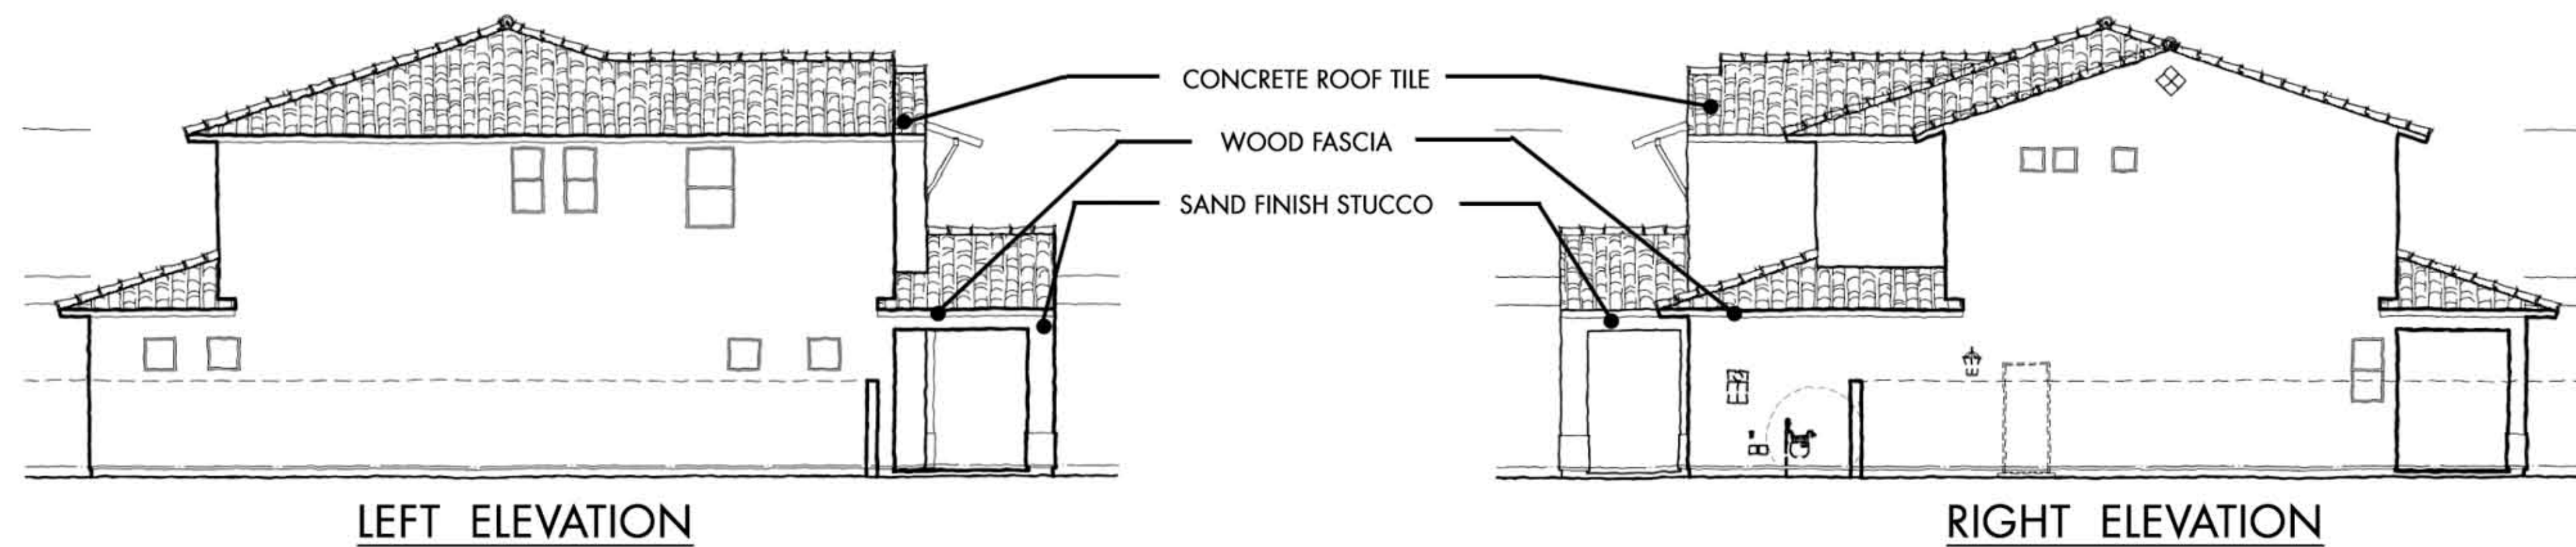 CONCRETE ROOF TILE
WOOD FASCIA
SAND FINISH STUCCO
LEFT ELEVATION
RIGHT ELEVATION